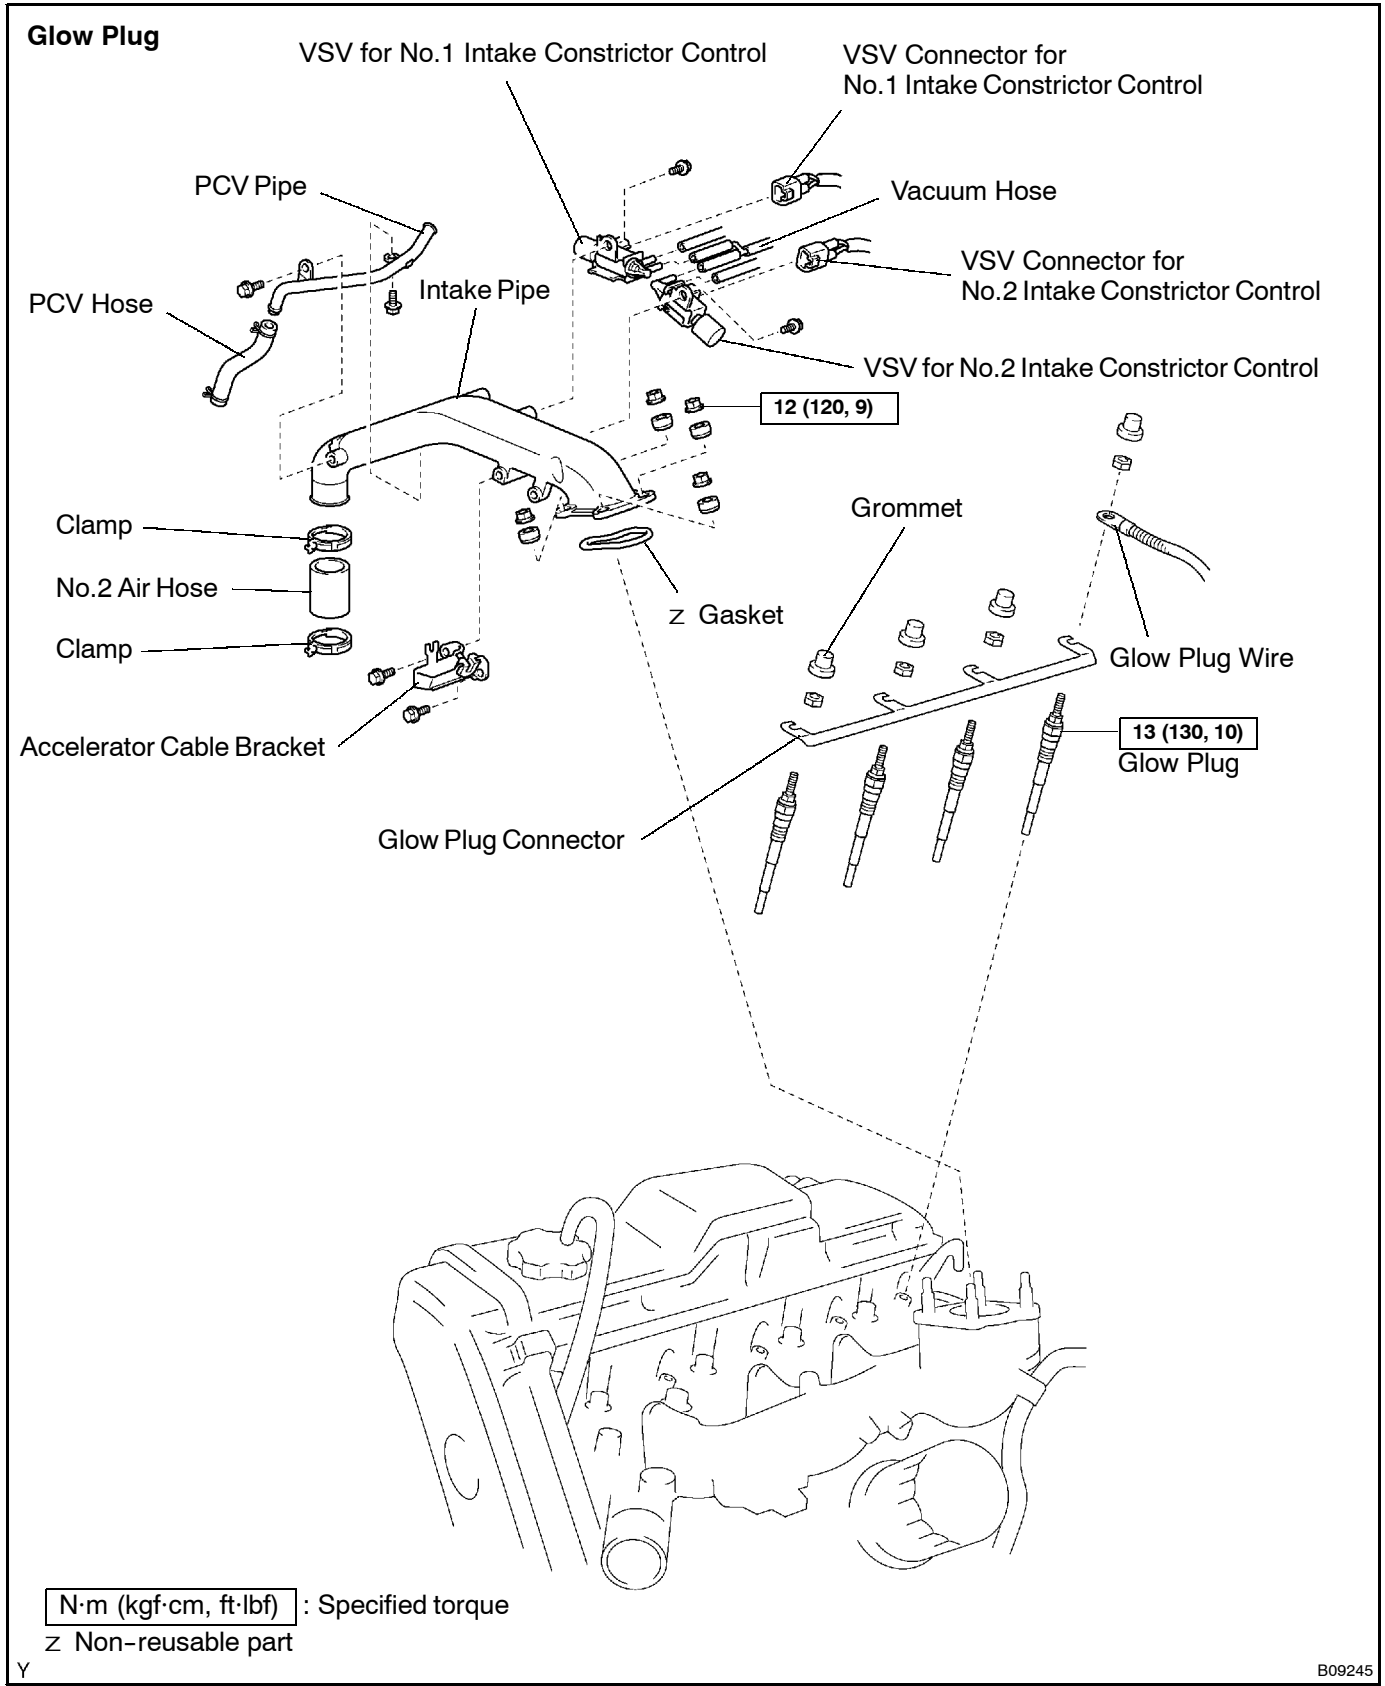 Glow Plug
VSV for No.1 Intake Constrictor Control
VSV Connector for
No.1 Intake Constrictor Control
PCV Pipe
Vacuum Hose
VSV Connector for
No.2 Intake Constrictor Control
Intake Pipe
PCV Hose
VSV for No.2 Intake Constrictor Control
12 (120, 9)
Grommet
Clamp
No.2 Air Hose
z Gasket
Clamp
Glow Plug Wire
13 (130, 10)
Glow Plug
Accelerator Cable Bracket
Glow Plug Connector
N·m (kgf·cm, ft·lbf) : Specified torque
z Non-reusable part
Y
B09245